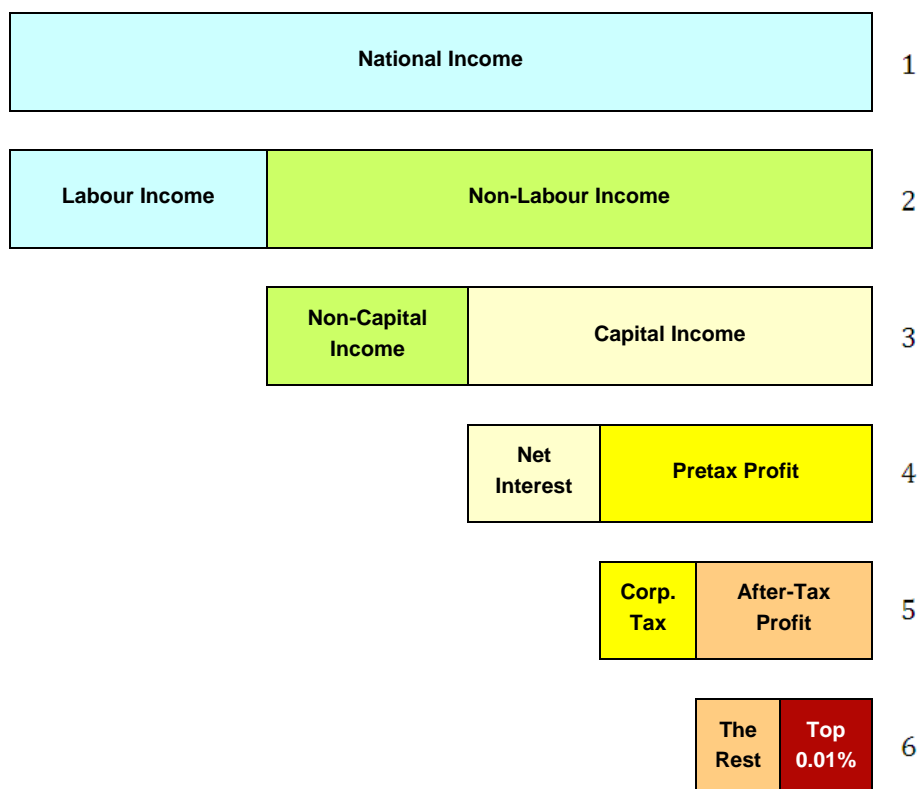 National Income
1
Labour Income
Non-Labour Income
2
Non-Capital
Income
Capital Income
3
Net
Interest
Pretax Profit
4
Corp.
Tax
After-Tax
Profit
5
The
Rest
Top
0.01%
6